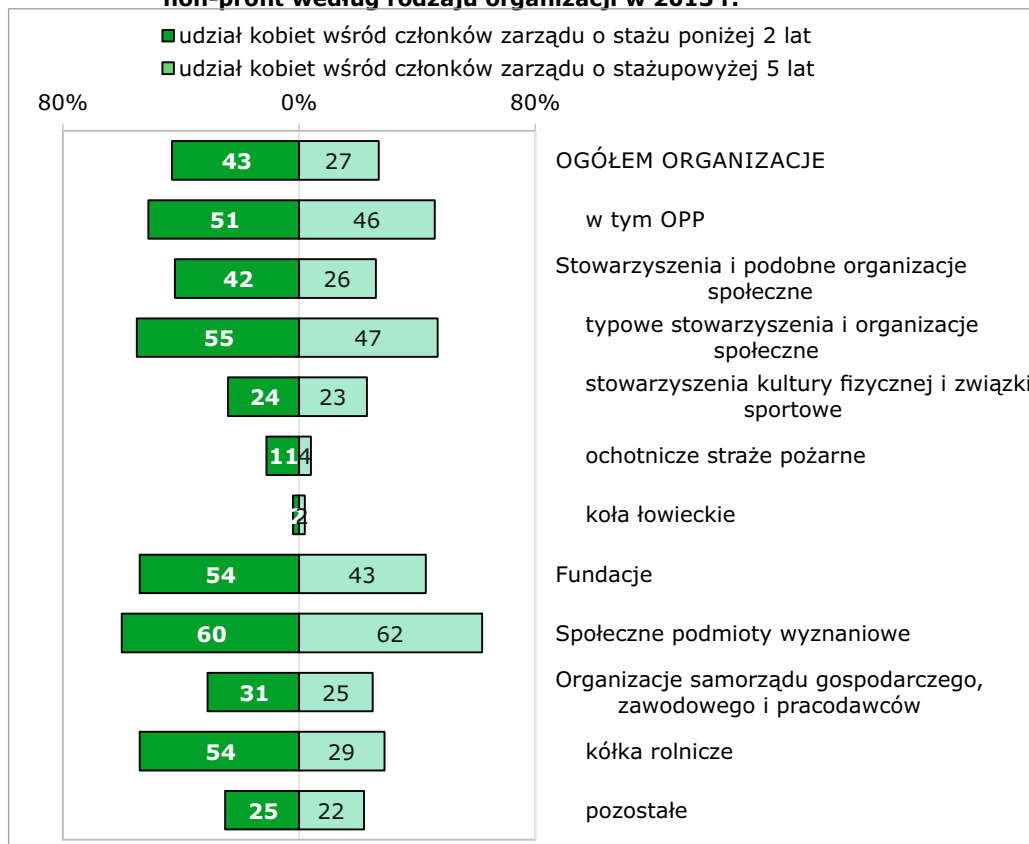 non-profit według rodzaju organizacji w 2015 r.
udział kobiet wśród członków zarządu o stażu poniżej 2 lat
udział kobiet wśród członków zarządu o stażupowyżej 5 lat
80% 0% 80%
43 27 OGÓŁEM ORGANIZACJE
51 46 w tym OPP
42 26 Stowarzyszenia i podobne organizacje
społeczne
55 47 typowe stowarzyszenia i organizacje
społeczne
24 23 stowarzyszenia kultury fizycznej i związki
sportowe
11 4 ochotnicze straże pożarne
2 2 koła łowieckie
54 43 Fundacje
60 62 Społeczne podmioty wyznaniowe
31 25 Organizacje samorządu gospodarczego,
zawodowego i pracodawców
54 29 kółka rolnicze
25 22 pozostałe